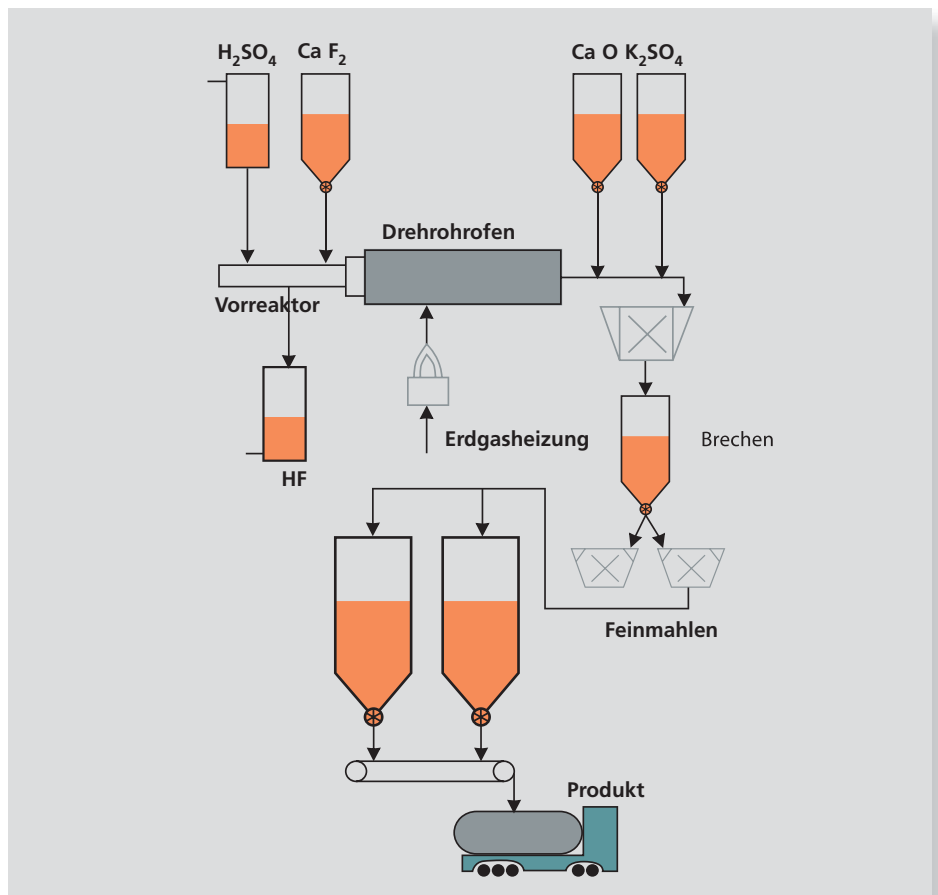 H₂SO₄ Ca F₂
Ca O K₂SO₄
Drehrohrofen
Vorreaktor
Erdgasheizung
Brechen
HF
Feinmahlen
Produkt